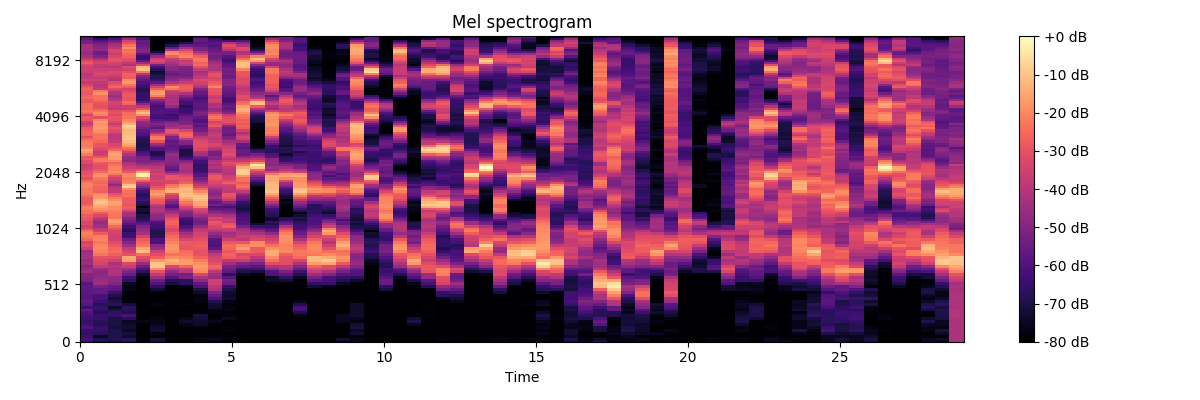 Mel spectrogram
Hz
8192
4096
2048
1024
512
0
0 5 10 15 20 25
Time
+0 dB
-10 dB
-20 dB
-30 dB
-40 dB
-50 dB
-60 dB
-70 dB
-80 dB